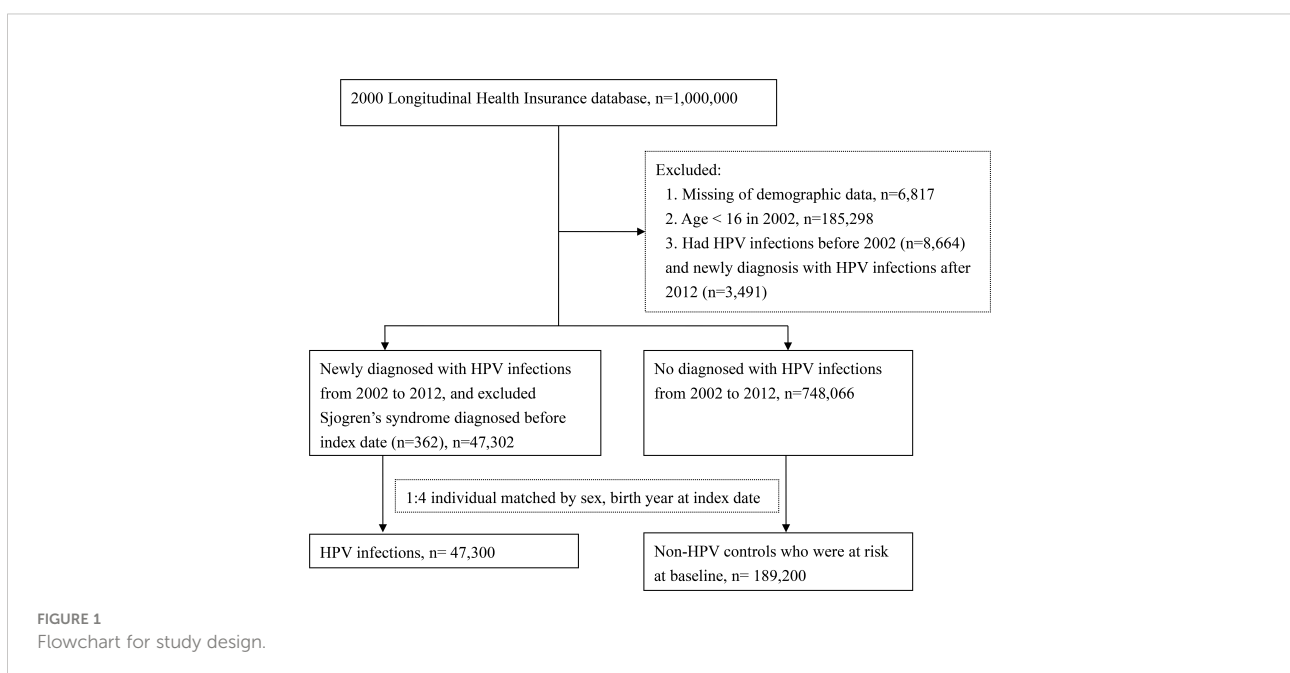 2000 Longitudinal Health Insurance database, n=1,000,000
Excluded:
1. Missing of demographic data, n=6,817
2. Age < 16 in 2002, n=185,298
3. Had HPV infections before 2002 (n=8,664)
and newly diagnosis with HPV infections after
2012 (n=3,491)
Newly diagnosed with HPV infections
from 2002 to 2012, and excluded
Sjogren's syndrome diagnosed before
index date (n=362), n=47,302
No diagnosed with HPV infections
from 2002 to 2012, n=748,066
1:4 individual matched by sex, birth year at index date
HPV infections, n= 47,300
Non-HPV controls who were at risk
at baseline, n= 189,200
FIGURE 1
Flowchart for study design.